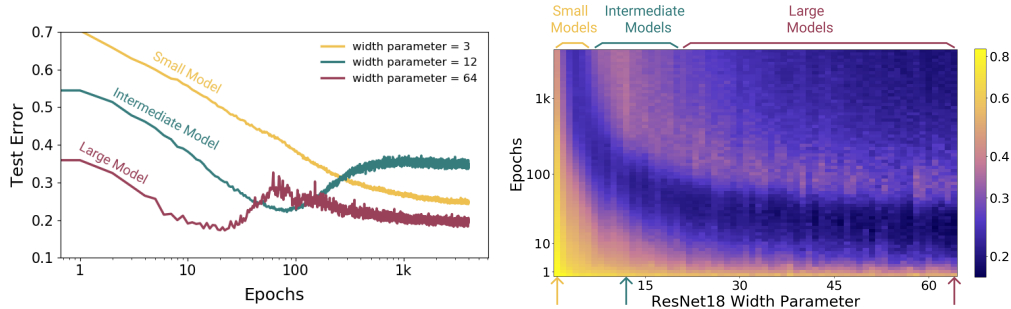 Small
Models
Intermediate
Models
Large
Models
Test Error
0.7
0.6
0.5
0.4
0.3
0.2
0.1
Small Model
Intermediate Model
Large Model
width parameter = 3
width parameter = 12
width parameter = 64
1
10
100
1k
Epochs
Epochs
1k
100
10
1
15
30
45
60
ResNet18 Width Parameter
0.8
0.6
0.4
0.3
0.2